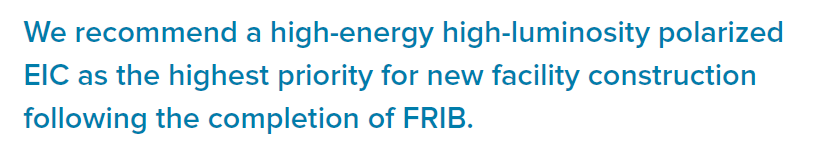 We recommend a high-energy high-luminosity polarized
EIC as the highest priority for new facility construction
following the completion of FRIB.